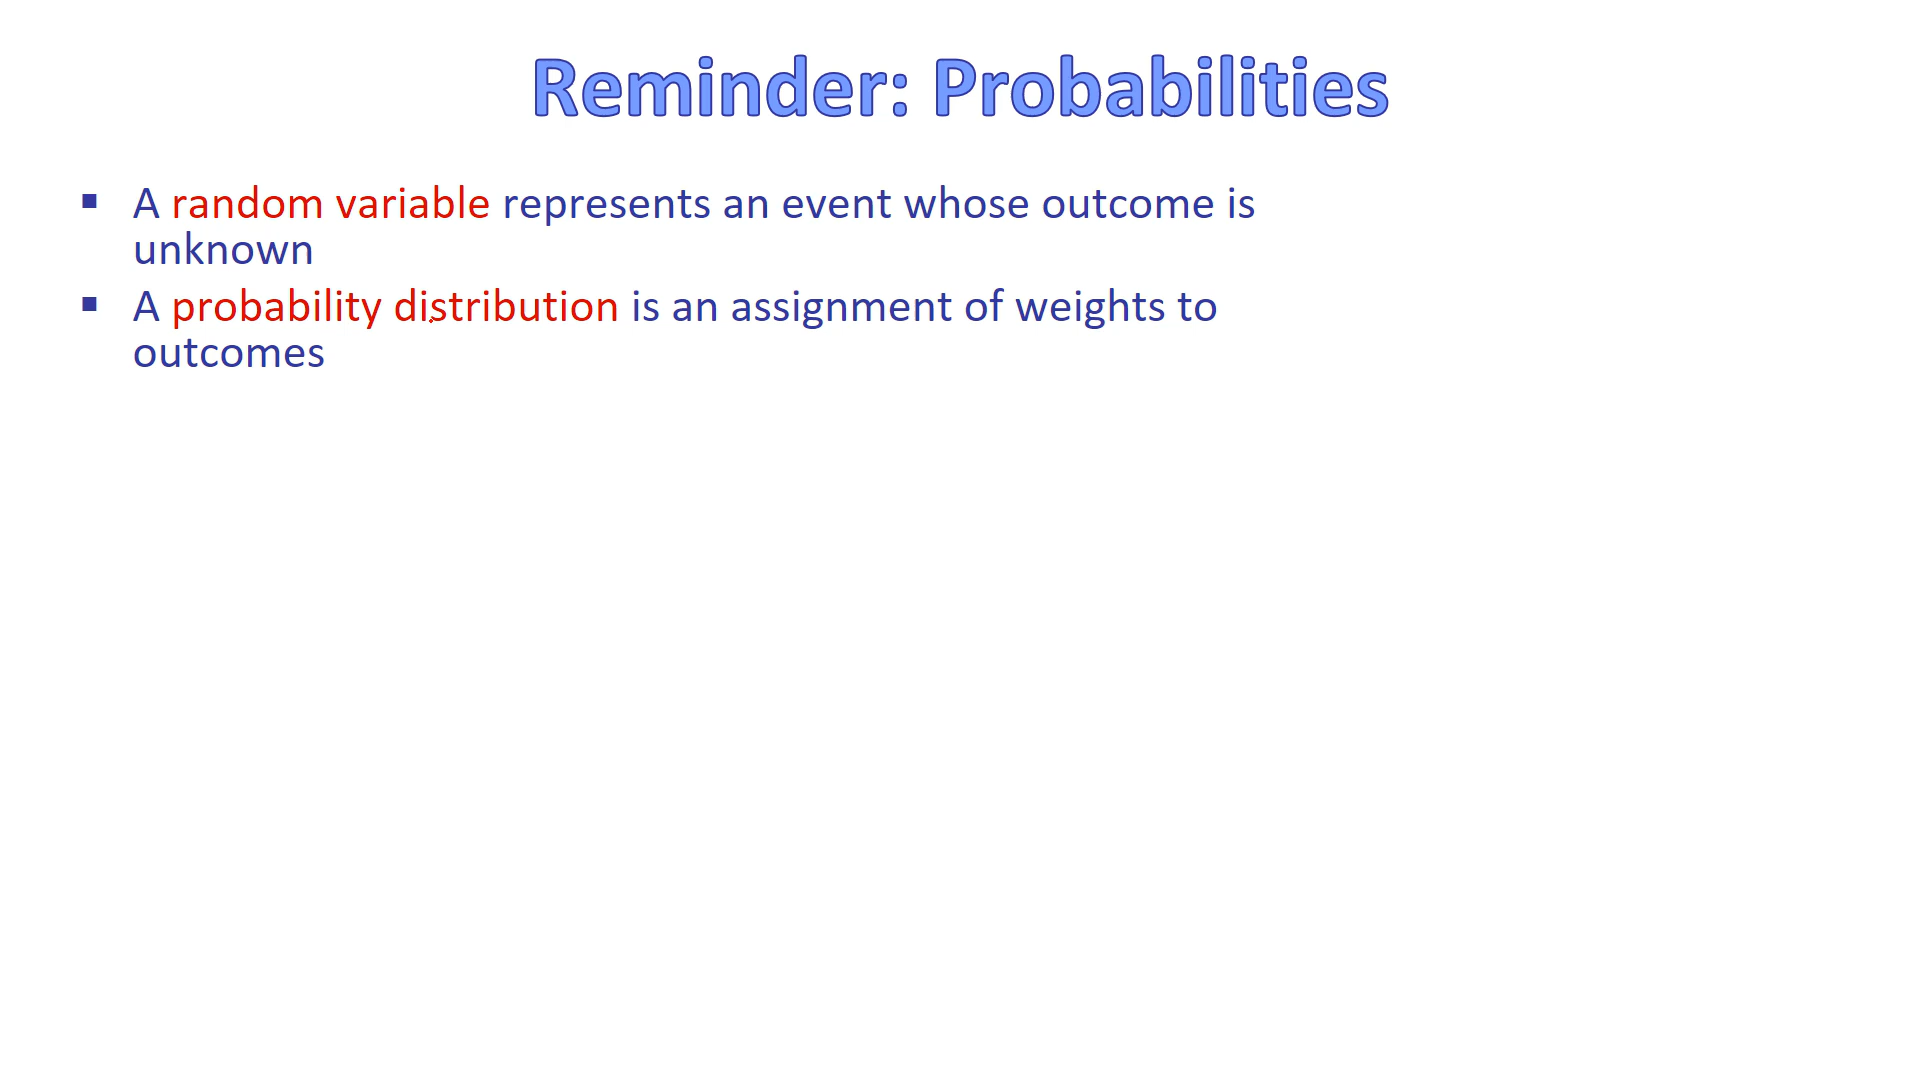 Reminder: Probabilities
▪ A random variable represents an event whose outcome is
unknown
▪ A probability distribution is an assignment of weights to
outcomes